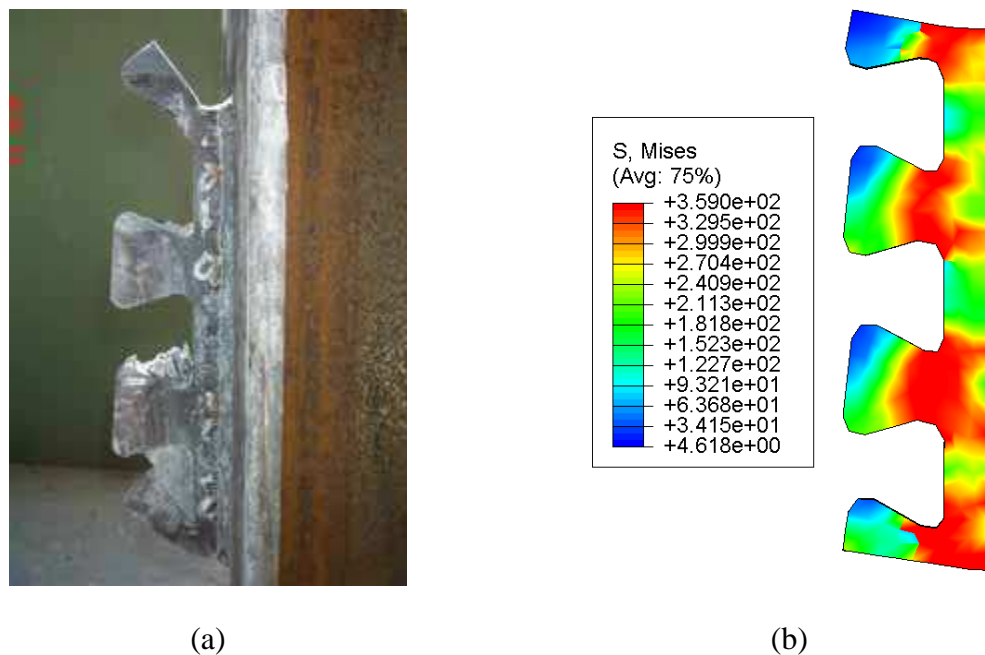 S, Mises
(Avg: 75%)
+3.590e+02
+3.295e+02
+2.999e+02
+2.704e+02
+2.409e+02
+2.113e+02
+1.818e+02
+1.523e+02
+1.227e+02
+9.321e+01
+6.368e+01
+3.415e+01
+4.618e+00
(a)
(b)